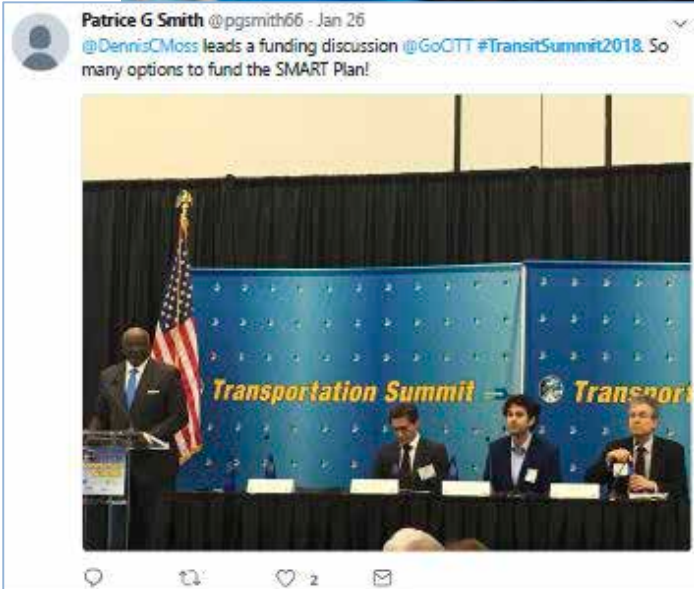 Patrice G Smith @pgsmith66 - Jan 26
@DennisCMoss leads a funding discussion @GoCITT #TransitSummit2018. So
many options to fund the SMART Plan!
Transportation Summit
Transport
2